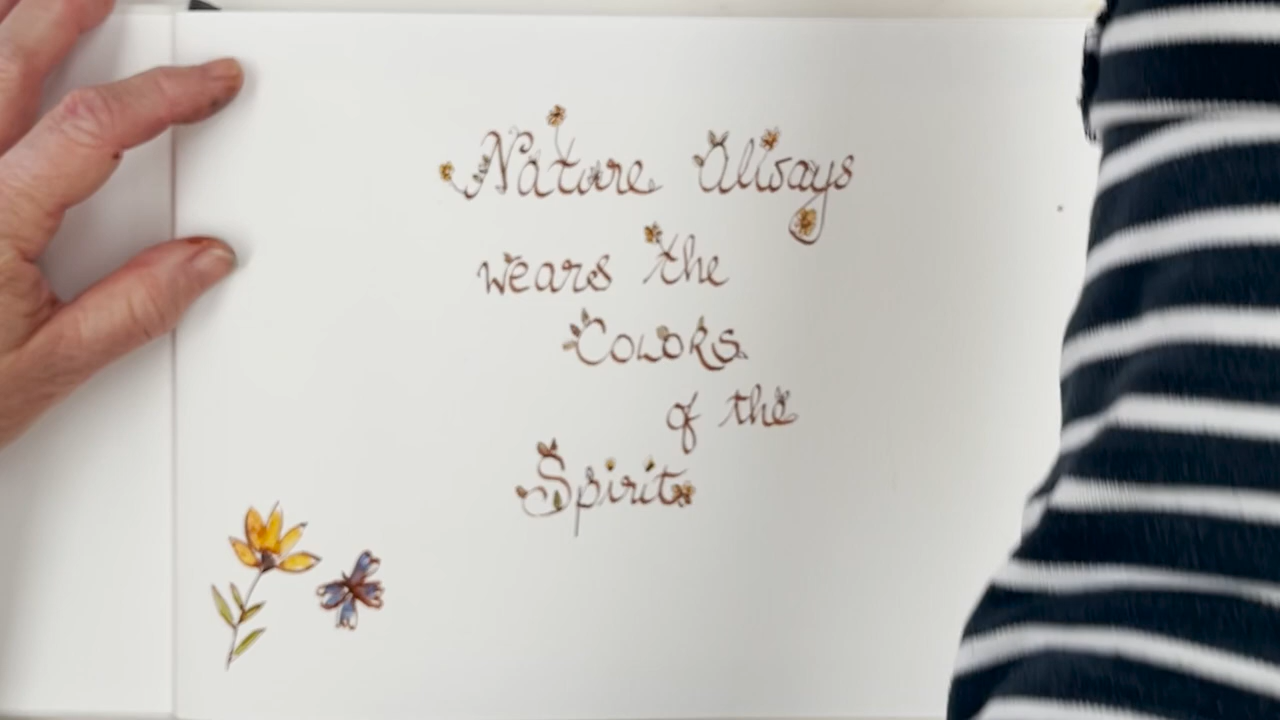 Nature Always
wears the
Colors
of the
Spirit